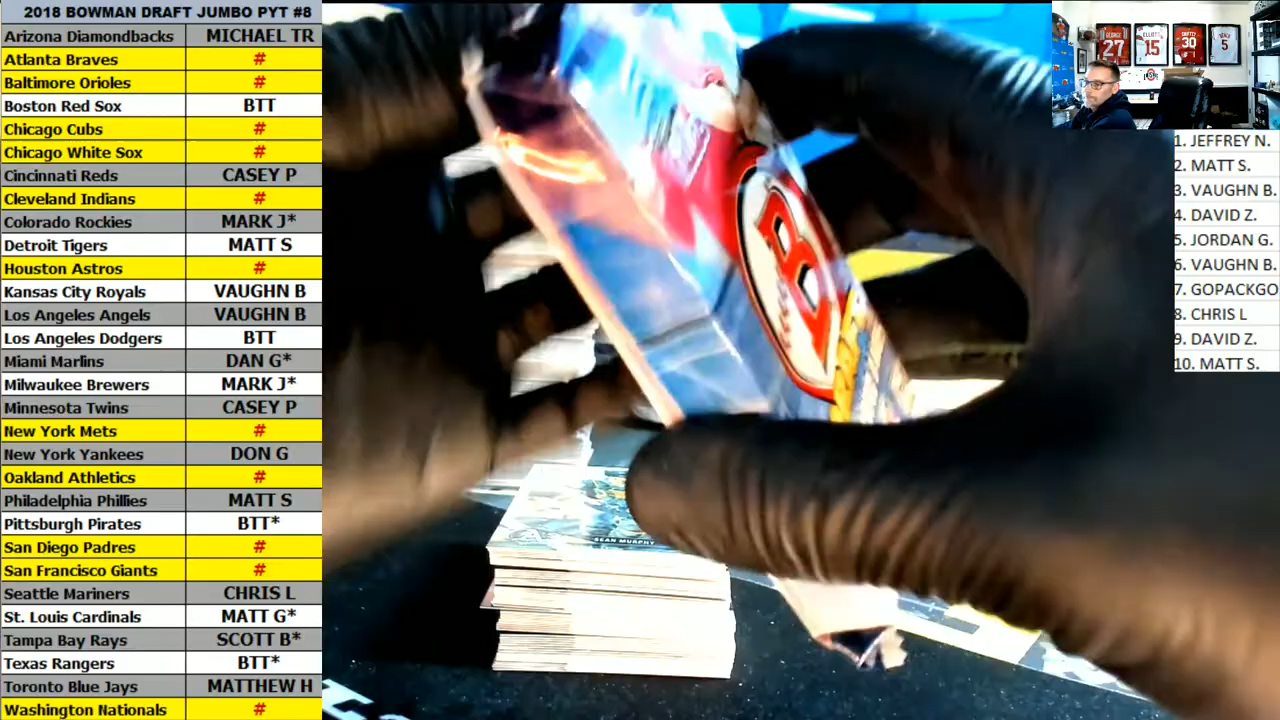 2018 BOWMAN DRAFT JUMBO PYT #8
Arizona Diamondbacks MICHAEL TR
Atlanta Braves #
Baltimore Orioles #
Boston Red Sox BTT
Chicago Cubs #
Chicago White Sox #
Cincinnati Reds CASEY P
Cleveland Indians #
Colorado Rockies MARK J*
Detroit Tigers MATT S
Houston Astros #
Kansas City Royals VAUGHN B
Los Angeles Angels VAUGHN B
Los Angeles Dodgers BTT
Miami Marlins DAN G*
Milwaukee Brewers MARK J*
Minnesota Twins CASEY P
New York Mets #
New York Yankees DON G
Oakland Athletics #
Philadelphia Phillies MATT S
Pittsburgh Pirates BTT*
San Diego Padres #
San Francisco Giants #
Seattle Mariners CHRIS L
St. Louis Cardinals MATT G*
Tampa Bay Rays SCOTT B*
Texas Rangers BTT*
Toronto Blue Jays MATTHEW H
Washington Nationals #
B
SEAN MURPHY
27
15
30
5
1. JEFFREY N.
2. MATT S.
3. VAUGHN B.
4. DAVID Z.
5. JORDAN G.
6. VAUGHN B.
7. GOPACKGO
8. CHRIS L
9. DAVID Z.
10. MATT S.